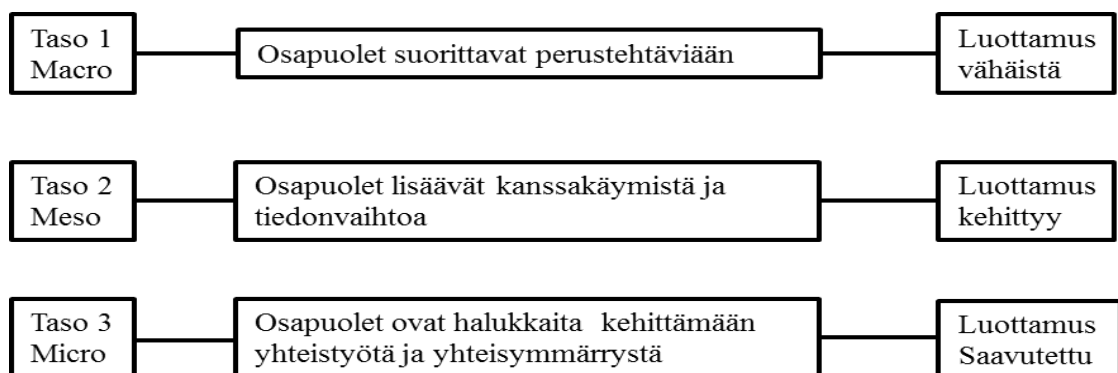 Taso 1
Macro
Osapuolet suorittavat perustehtäviään
Luottamus
vähäistä
Taso 2
Meso
Osapuolet lisäävät kanssakäymistä ja
tiedonvaihtoa
Luottamus
kehittyy
Taso 3
Micro
Osapuolet ovat halukkaita kehittämään
yhteistyötä ja yhteisymmärrystä
Luottamus
Saavutettu